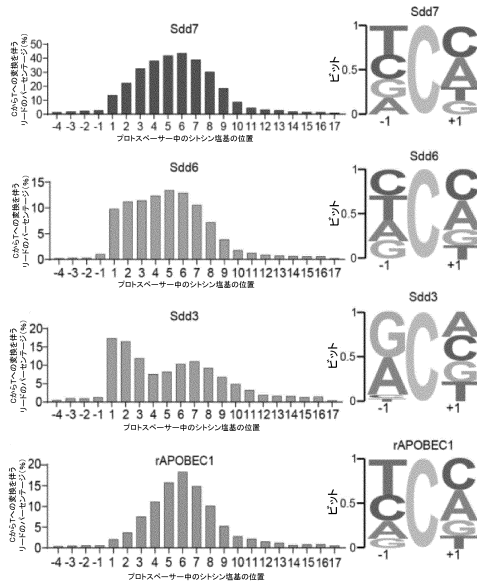 Sdd7
CからTへの変換を伴う
リードのパーセンテージ(%)
50
40
30
20
10
0
-4 -3 -2 -1 1 2 3 4 5 6 7 8 9 10 11 12 13 14 15 16 17
プロトスペーサー中のシトシン塩基の位置
Sdd7
ビット
1
0.5
0
T C G A
C
C A T G
-1 +1
Sdd6
CからTへの変換を伴う
リードのパーセンテージ(%)
15
10
5
0
-4 -3 -2 -1 1 2 3 4 5 6 7 8 9 10 11 12 13 14 15 16 17
プロトスペーサー中のシトシン塩基の位置
Sdd6
ビット
1
0.5
0
C T A G
C
C A G T
-1 +1
Sdd3
CからTへの変換を伴う
リードのパーセンテージ(%)
20
15
10
5
0
-4 -3 -2 -1 1 2 3 4 5 6 7 8 9 10 11 12 13 14 15 16 17
プロトスペーサー中のシトシン塩基の位置
Sdd3
ビット
1
0.5
0
G A
C
A C G T
-1 +1
rAPOBEC1
CからTへの変換を伴う
リードのパーセンテージ(%)
20
15
10
5
0
-4 -3 -2 -1 1 2 3 4 5 6 7 8 9 10 11 12 13 14 15 16 17
プロトスペーサー中のシトシン塩基の位置
rAPOBEC1
ビット
1
0.5
0
T C A G
C
C A G T
-1 +1